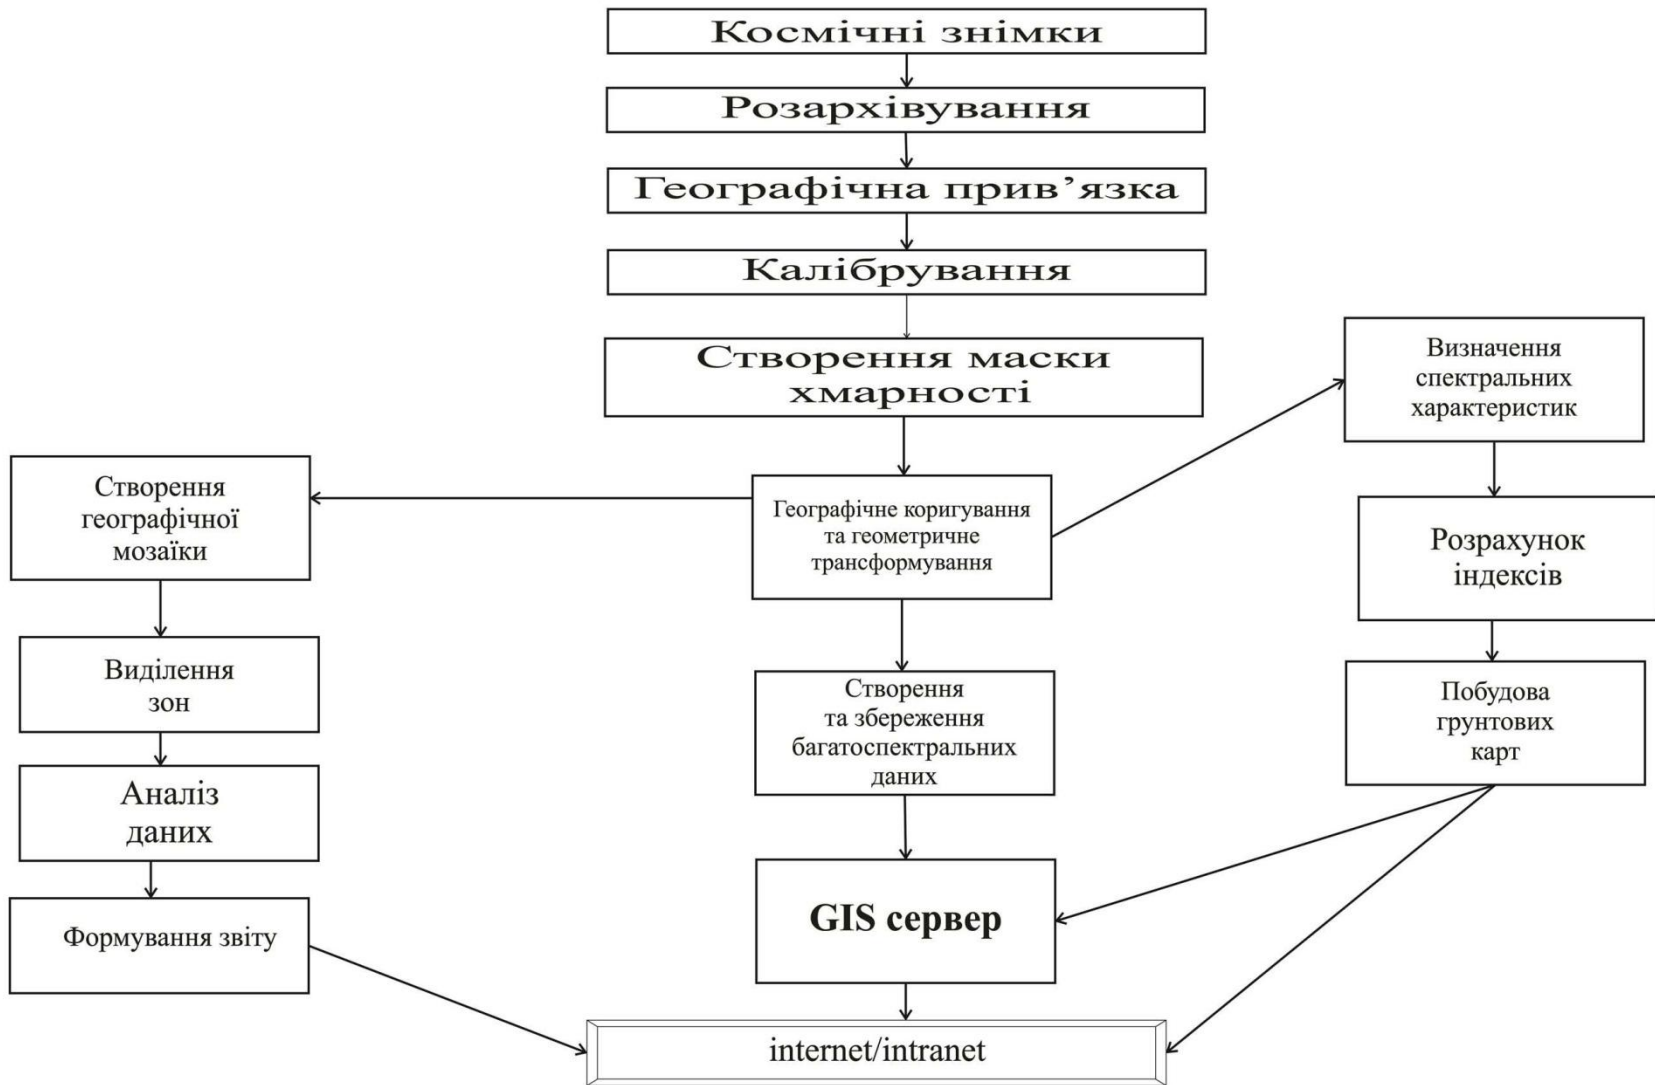 Космічні знімки
Розархівування
Географічна прив’язка
Калібрування
Створення маски
хмарності
Визначення
спектральних
характеристик
Створення
географічної
мозаїки
Географічне коригування
та геометричне
трансформування
Розрахунок
індексів
Виділення
зон
Створення
та збереження
багатоспектральних
даних
Побудова
грунтових
карт
Аналіз
даних
GIS сервер
Формування звіту
internet/intranet